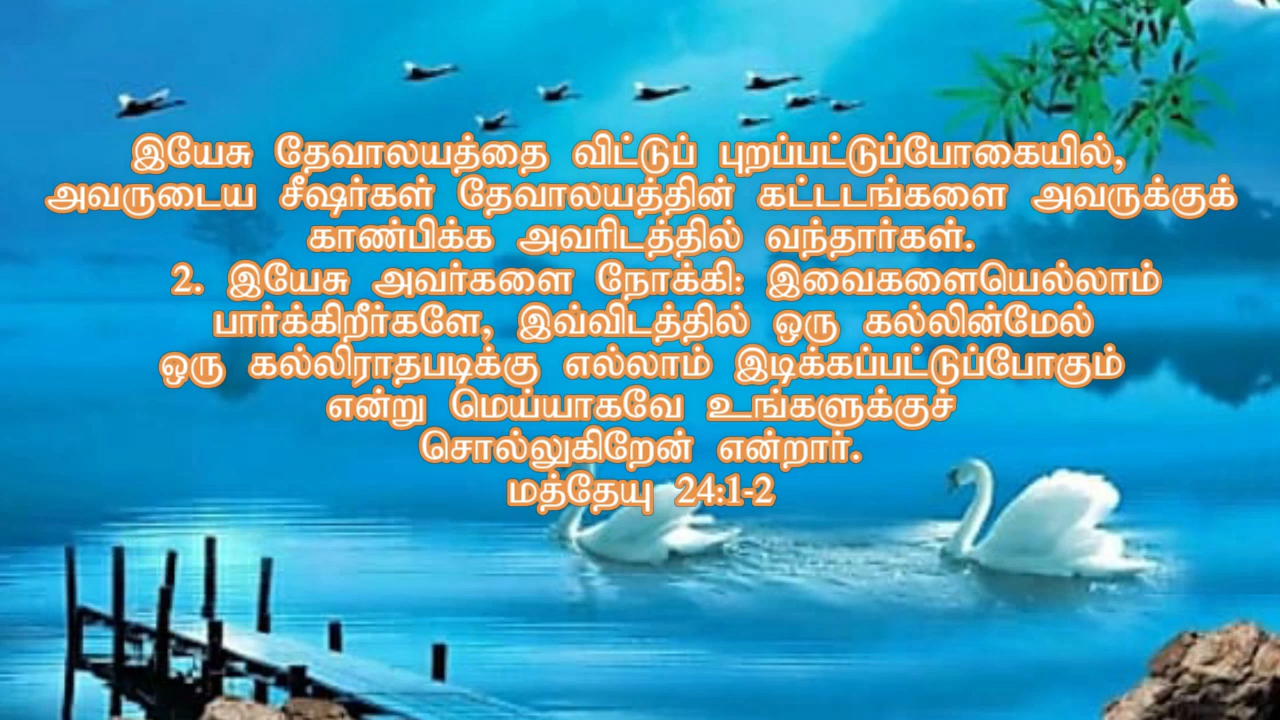 இயேசு தேவாலயத்தை விட்டுப் புறப்பட்டுப்போகையில்,
அவருடைய சீஷர்கள் தேவாலயத்தின் கட்டடங்களை அவருக்குக்
காண்பிக்க அவரிடத்தில் வந்தார்கள்.
2. இயேசு அவர்களை நோக்கி: இவைகளையெல்லாம்
பார்க்கிறீர்களே, இவ்விடத்தில் ஒரு கல்லின்மேல்
ஒரு கல்லிராதபடிக்கு எல்லாம் இடிக்கப்பட்டுப்போகும்
என்று மெய்யாகவே உங்களுக்குச்
சொல்லுகிறேன் என்றார்.
மத்தேயு 24:1-2